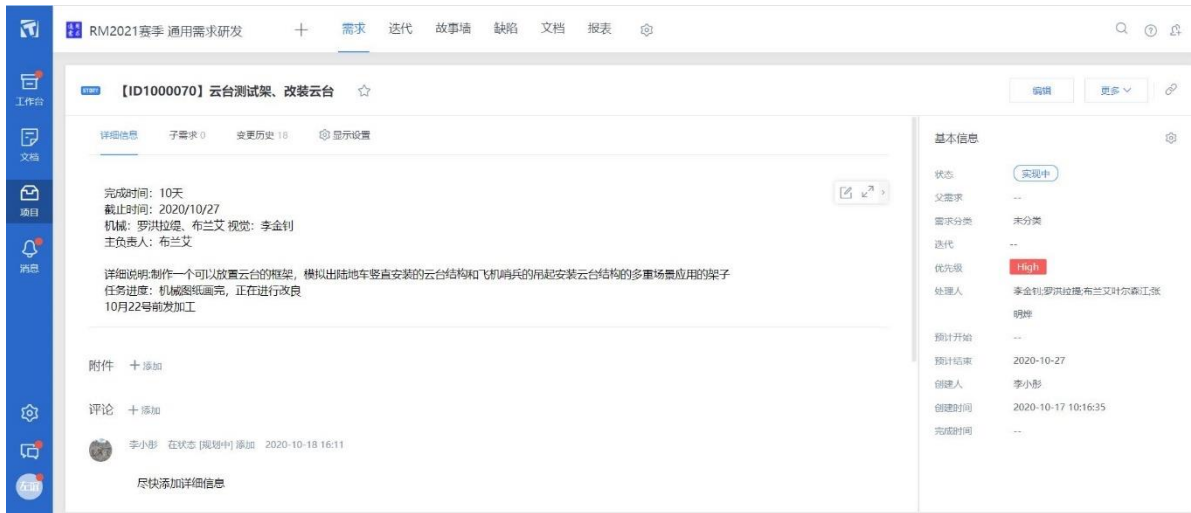 RM2021赛季 通用需求研发
需求 迭代 故事墙 缺陷 文档 报表
工作台
文档
项目
消息
STORY 【ID1000070】云台测试架、改装云台
编辑 更多
详细信息 子需求 0 变更历史 18 显示设置
完成时间：10天
截止时间：2020/10/27
机械：罗洪拉缇、布兰艾 视觉：李金钊
主负责人：布兰艾
详细说明:制作一个可以放置云台的框架，模拟出陆地车竖直安装的云台结构和飞机哨兵的吊起安装云台结构的多重场景应用的架子
任务进度：机械图纸画完，正在进行改良
10月22号前发加工
附件 添加
评论 添加
李小彤 在状态 [规划中] 添加 2020-10-18 16:11
尽快添加详细信息
基本信息
状态 实现中
父需求 --
需求分类 未分类
迭代 --
优先级 High
处理人 李金钊;罗洪拉提;布兰艾叶尔森江;张
明烨
预计开始 --
预计结束 2020-10-27
创建人 李小彤
创建时间 2020-10-17 10:16:35
完成时间 --